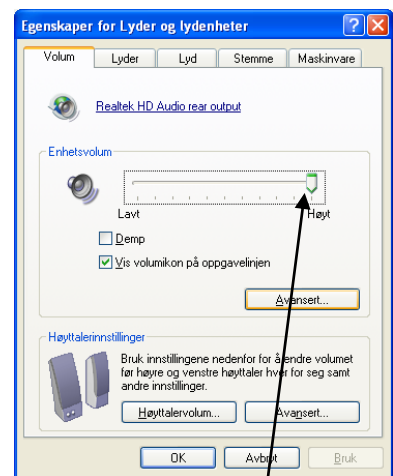 Egenskaper for Lyder og lydenheter
Volum Lyder Lyd Stemme Maskinvare
Realtek HD Audio rear output
Enhetsvolum
Lavt Høyt
Demp
Vis volumikon på oppgavelinjen
Avansert...
Høyttalerinnstillinger
Bruk innstillingene nedenfor for å endre volumet
for høyre og venstre høyttaler hver for seg samt
andre innstillinger.
Høyttalervolum... Avansert...
OK Avbryt Bruk